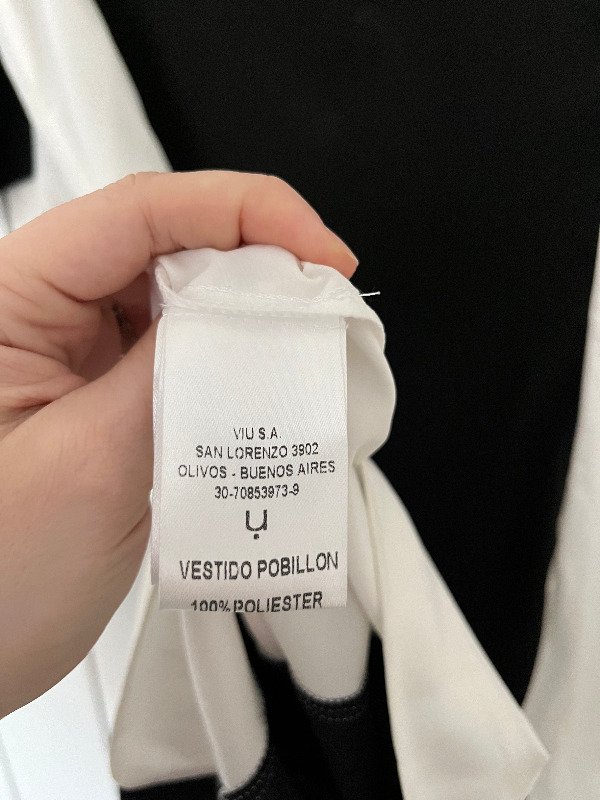 VIU S.A.
SAN LORENZO 3902
OLIVOS - BUENOS AIRES
30-70853973-9
ụ
VESTIDO POBILLON
100% POLIESTER